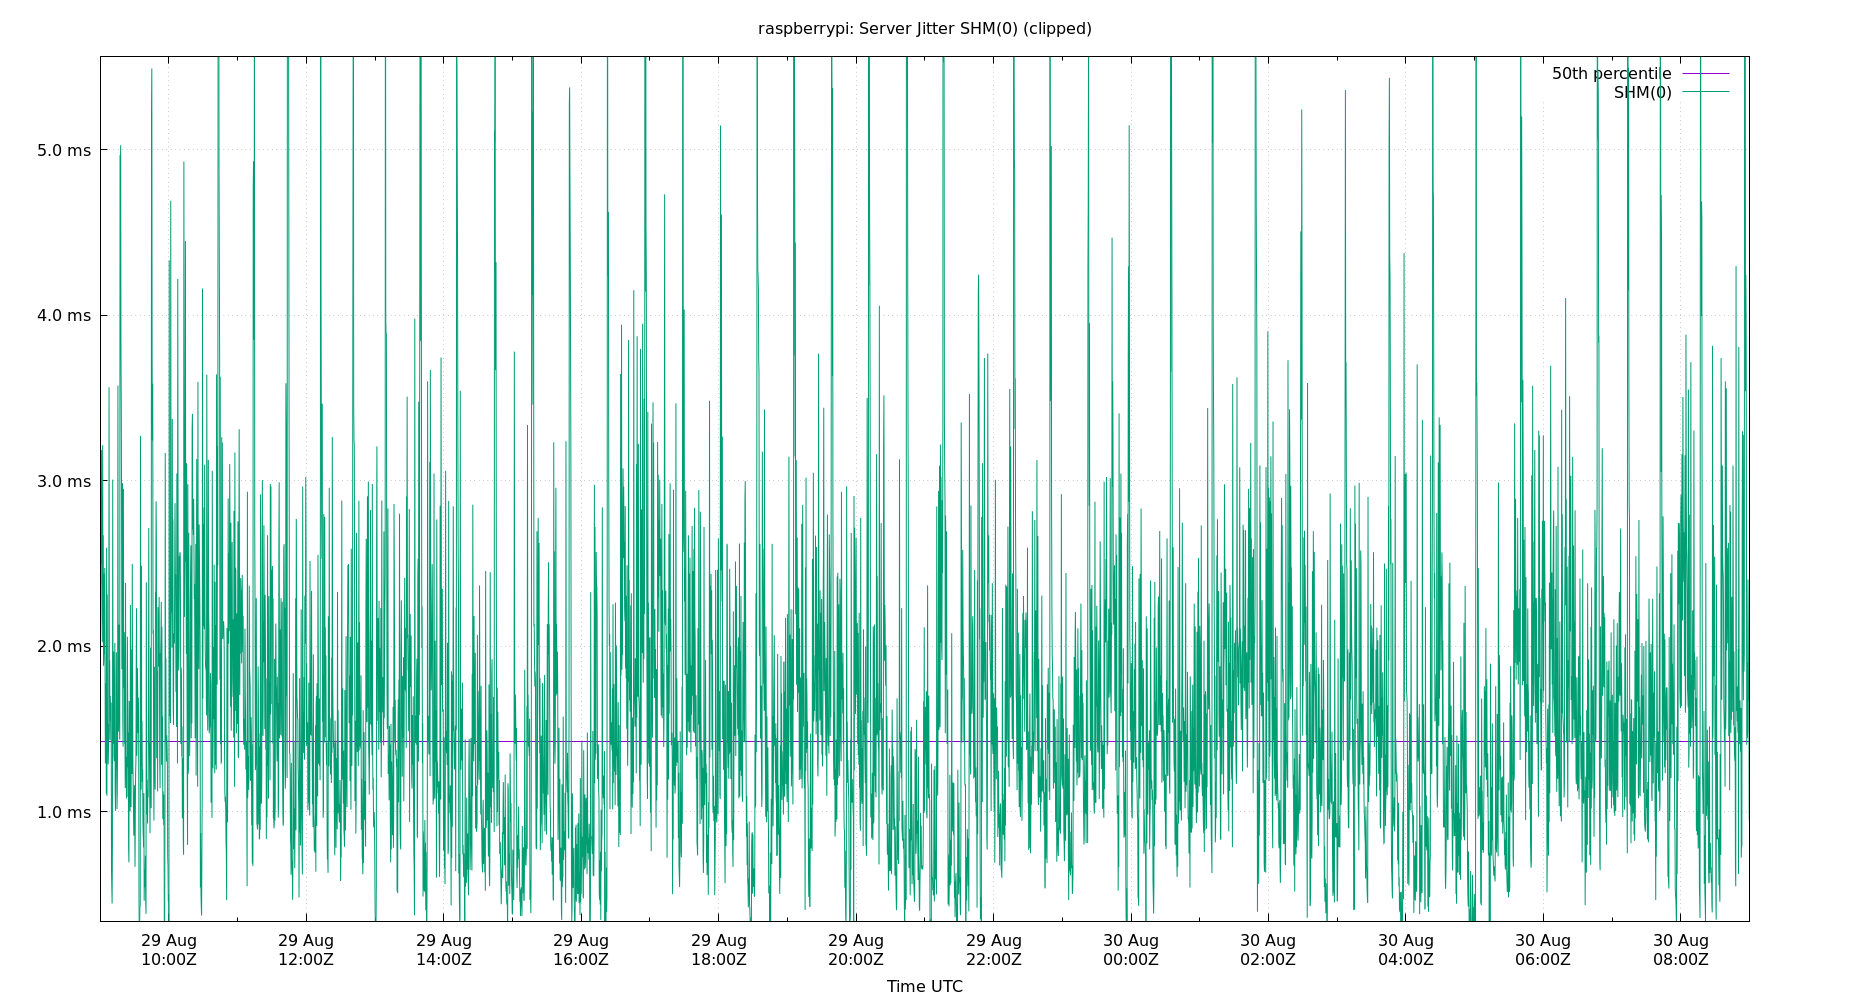 raspberrypi: Server Jitter SHM(0) (clipped)
50th percentile
SHM(0)
5.0 ms
4.0 ms
3.0 ms
2.0 ms
1.0 ms
29 Aug 29 Aug 29 Aug 29 Aug 29 Aug 29 Aug 29 Aug 30 Aug 30 Aug 30 Aug 30 Aug 30 Aug
10:00Z 12:00Z 14:00Z 16:00Z 18:00Z 20:00Z 22:00Z 00:00Z 02:00Z 04:00Z 06:00Z 08:00Z
Time UTC